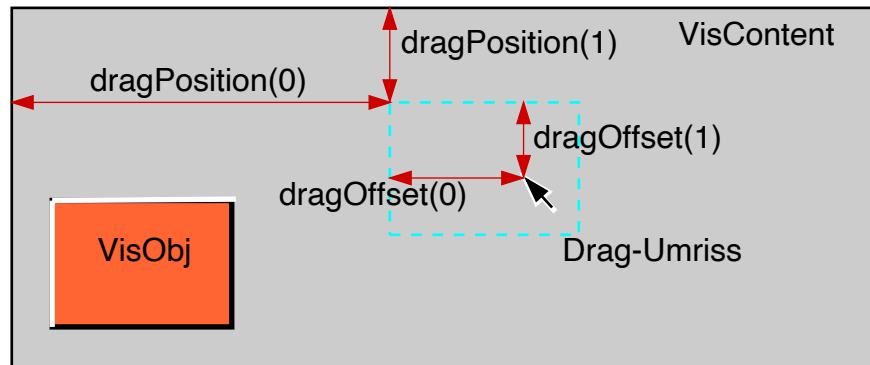 VisContent
dragPosition(1)
dragPosition(0)
dragOffset(1)
dragOffset(0)
VisObj
Drag-Umriss